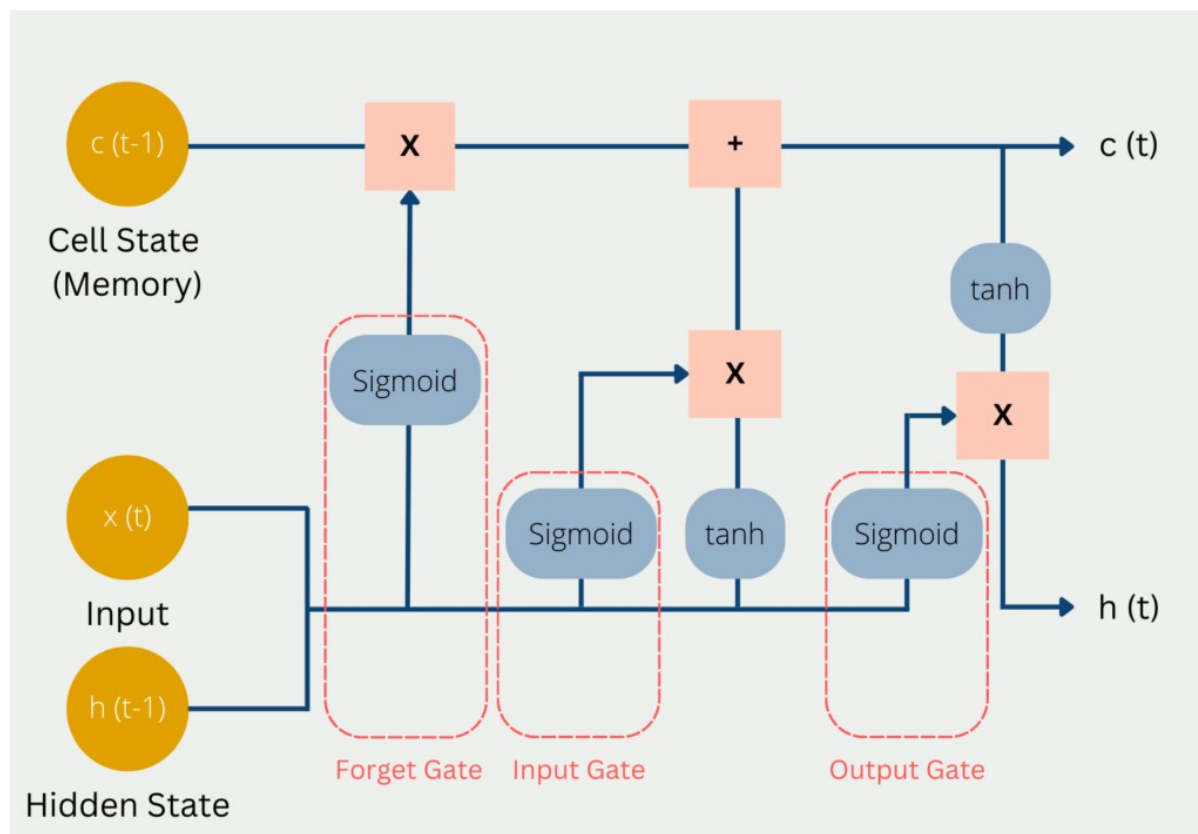 c (t-1)
X
+
c (t)
Cell State
(Memory)
tanh
Sigmoid
X
X
x (t)
Sigmoid
tanh
Sigmoid
Input
h (t)
h (t-1)
Forget Gate
Input Gate
Output Gate
Hidden State